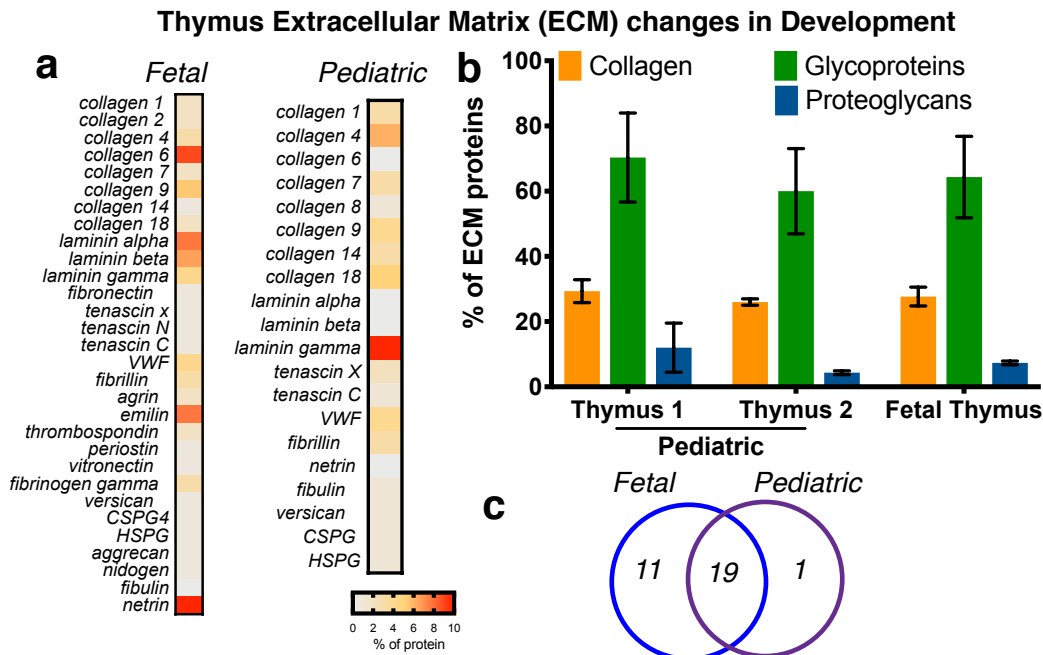 Thymus Extracellular Matrix (ECM) changes in Development
a
Fetal
collagen 1
collagen 2
collagen 4
collagen 6
collagen 7
collagen 9
collagen 14
collagen 18
laminin alpha
laminin beta
laminin gamma
fibronectin
tenascin x
tenascin N
tenascin C
VWF
fibrillin
agrin
emilin
thrombospondin
periostin
vitronectin
fibrinogen gamma
versican
CSPG4
HSPG
aggrecan
nidogen
fibulin
netrin
Pediatric
collagen 1
collagen 4
collagen 6
collagen 7
collagen 8
collagen 9
collagen 14
collagen 18
laminin alpha
laminin beta
laminin gamma
tenascin X
tenascin C
VWF
fibrillin
netrin
fibulin
versican
CSPG
HSPG
0 2 4 6 8 10
% of protein
b
Collagen
Glycoproteins
Proteoglycans
% of ECM proteins
100
80
60
40
20
0
Thymus 1 Thymus 2 Fetal Thymus
Pediatric
c
Fetal Pediatric
11 19 1